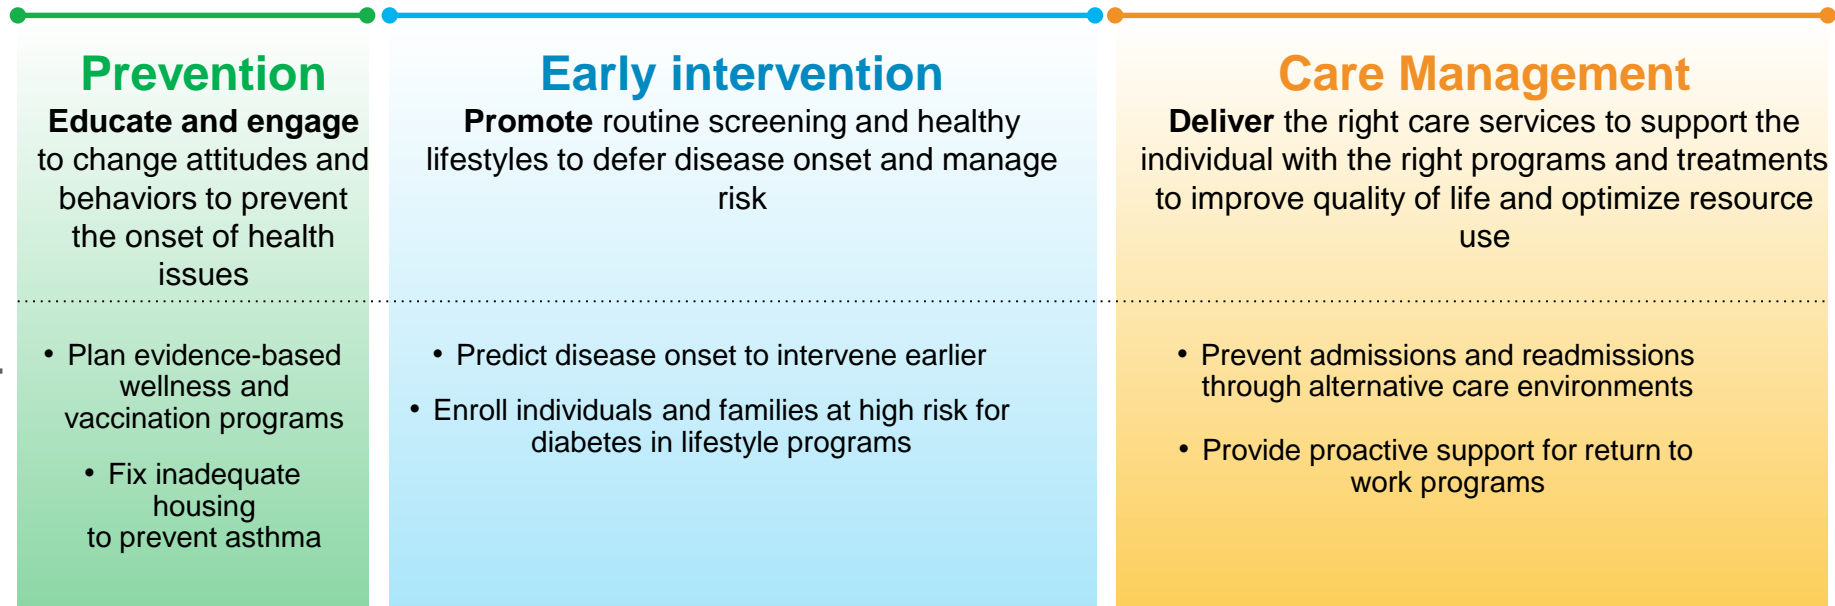 Prevention
Educate and engage
to change attitudes and
behaviors to prevent
the onset of health
issues
• Plan evidence-based
wellness and
vaccination programs
• Fix inadequate
housing
to prevent asthma
Early intervention
Promote routine screening and healthy
lifestyles to defer disease onset and manage
risk
• Predict disease onset to intervene earlier
• Enroll individuals and families at high risk for
diabetes in lifestyle programs
Care Management
Deliver the right care services to support the
individual with the right programs and treatments
to improve quality of life and optimize resource
use
• Prevent admissions and readmissions
through alternative care environments
• Provide proactive support for return to
work programs